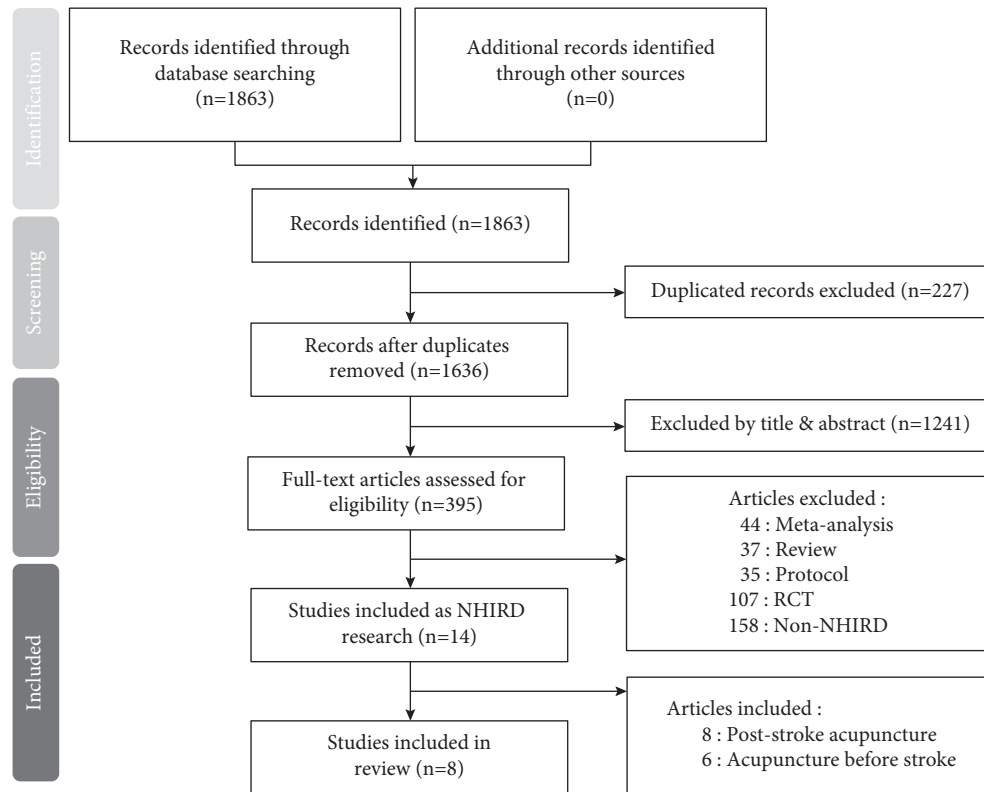 Identification
Records identified through
database searching
(n=1863)
Additional records identified
through other sources
(n=0)
Records identified (n=1863)
Screening
Duplicated records excluded (n=227)
Records after duplicates
removed (n=1636)
Eligibility
Excluded by title & abstract (n=1241)
Full-text articles assessed for
eligibility (n=395)
Articles excluded :
44 : Meta-analysis
37 : Review
35 : Protocol
107 : RCT
158 : Non-NHIRD
Included
Studies included as NHIRD
research (n=14)
Articles included :
8 : Post-stroke acupuncture
6 : Acupuncture before stroke
Studies included in
review (n=8)